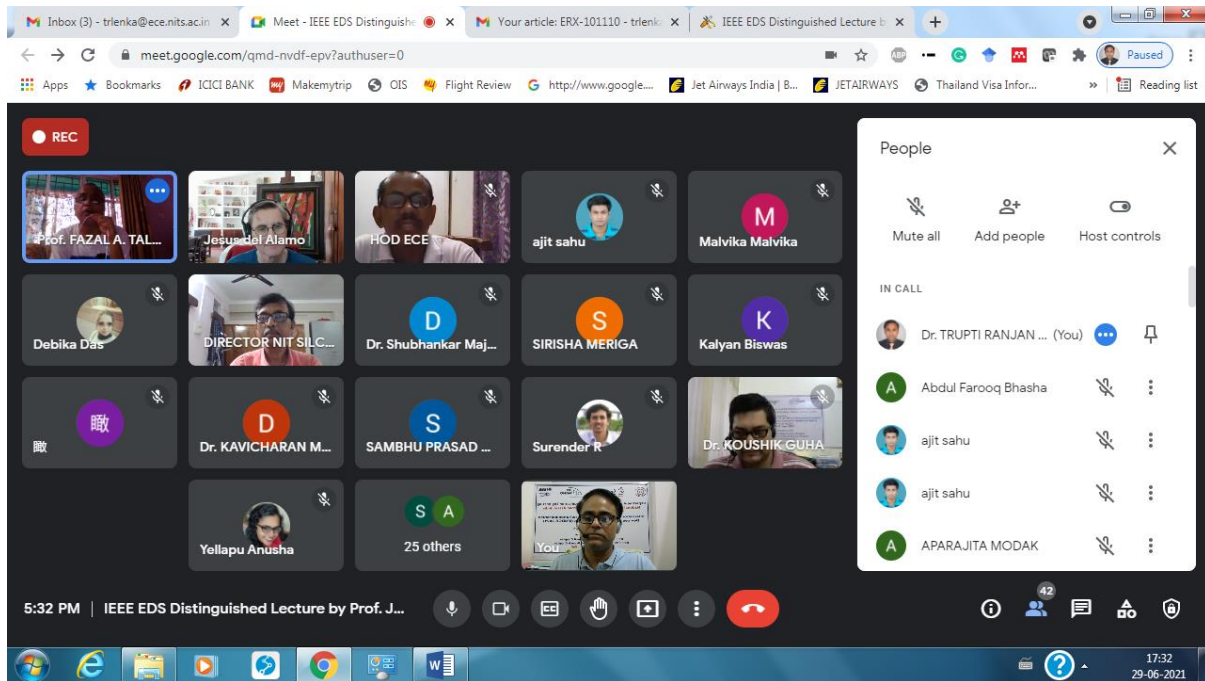 Inbox (3) - trlenka@ece.nits.ac.in
Meet - IEEE EDS Distinguishe
Your article: ERX-101110 - trlenk
IEEE EDS Distinguished Lecture b
meet.google.com/qmd-nvdf-epv?authuser=0
ABP
Paused
Apps
Bookmarks
ICICI BANK
Makemytrip
OIS
Flight Review
http://www.google....
Jet Airways India | B...
JETAIRWAYS
Thailand Visa Infor...
»
Reading list
REC
Prof. FAZAL A. TAL...
Jesus del Alamo
HOD ECE
ajit sahu
M
Malvika Malvika
Debika Das
DIRECTOR NIT SILC...
D
Dr. Shubhankar Maj...
S
SIRISHA MERIGA
K
Kalyan Biswas
瞰
瞰
D
Dr. KAVICHARAN M...
S
SAMBHU PRASAD ...
Surender R
Dr. KOUSHIK GUHA
Yellapu Anusha
S A
25 others
You
People
Mute all
Add people
Host controls
IN CALL
Dr. TRUPTI RANJAN ... (You)
A
Abdul Farooq Bhasha
ajit sahu
ajit sahu
A
APARAJITA MODAK
5:32 PM | IEEE EDS Distinguished Lecture by Prof. J...
CC
42
17:32
29-06-2021